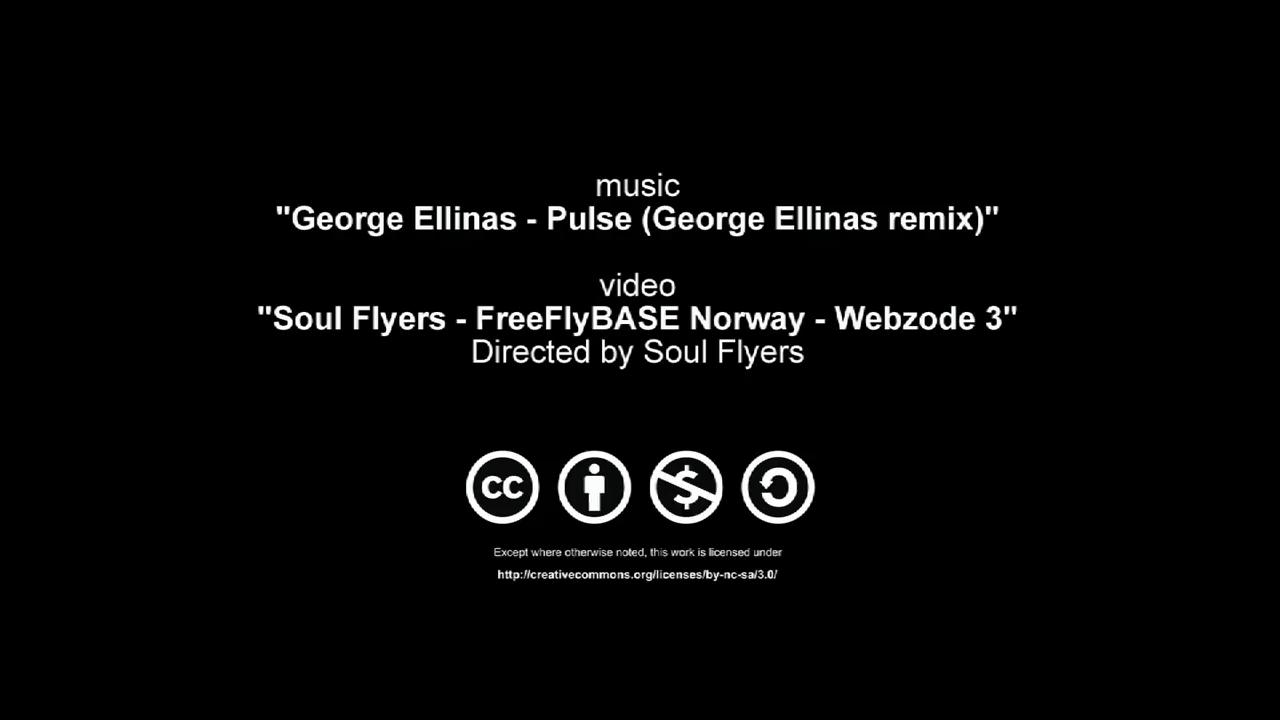 music
"George Ellinas - Pulse (George Ellinas remix)"
video
"Soul Flyers - FreeFlyBASE Norway - Webzode 3"
Directed by Soul Flyers
cc
Except where otherwise noted, this work is licensed under
http://creativecommons.org/licenses/by-nc-sa/3.0/